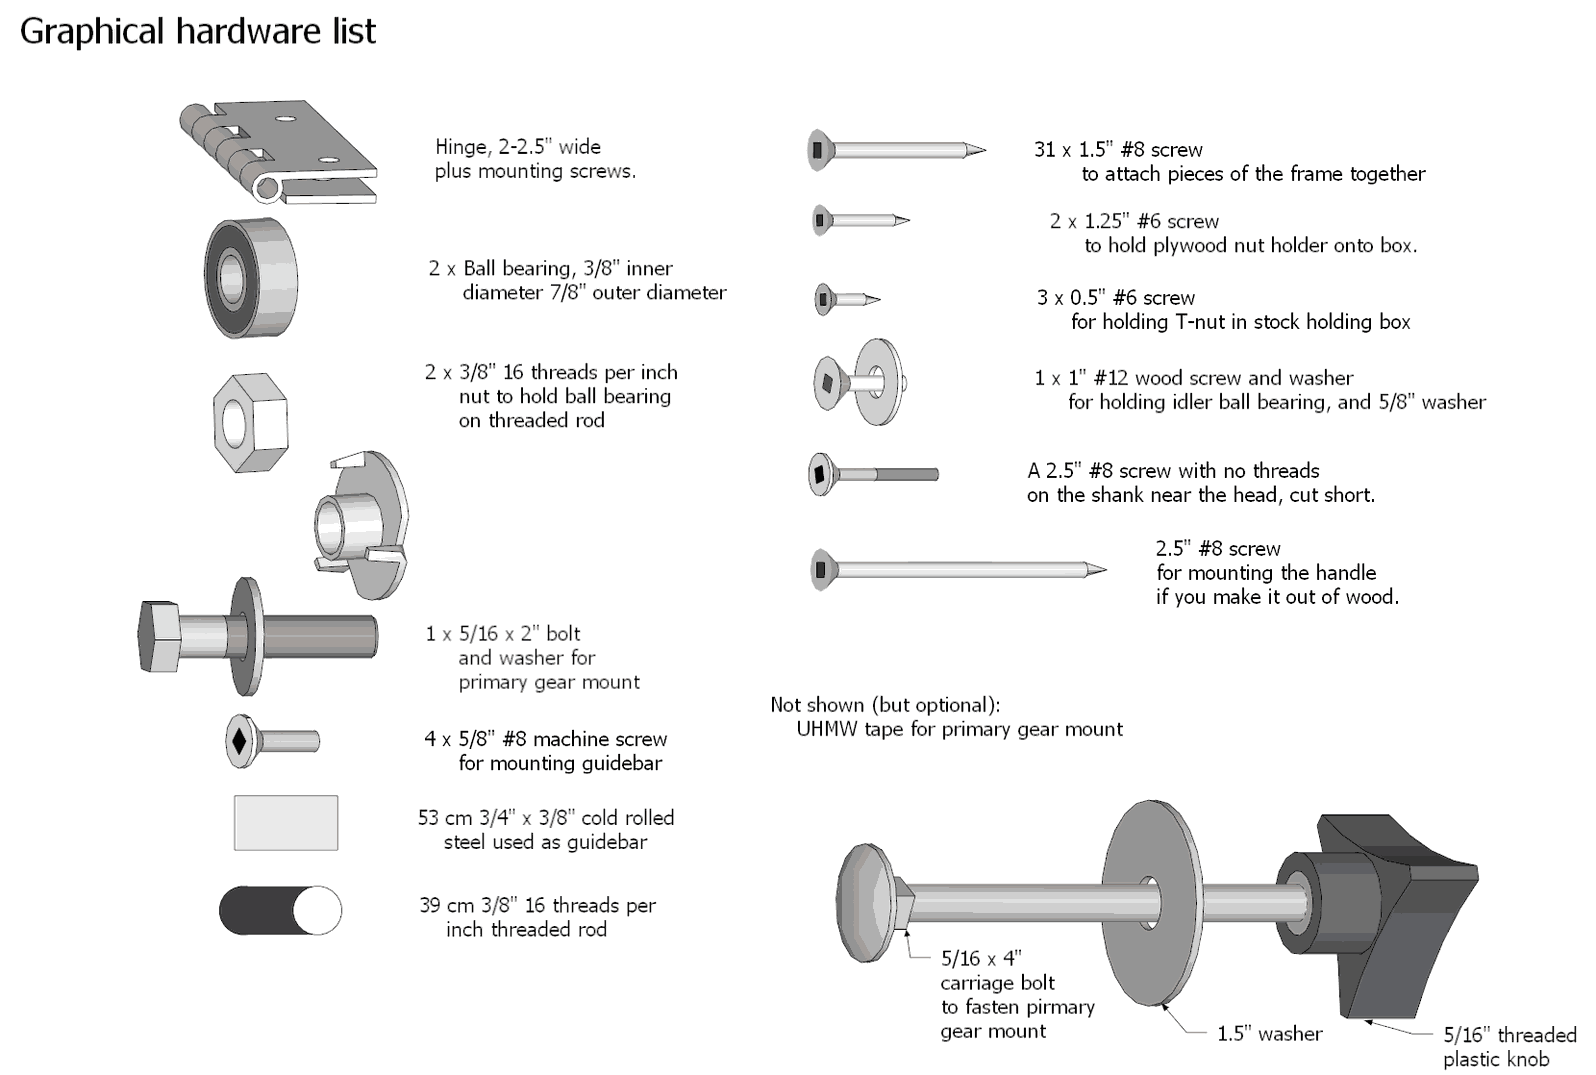 Graphical hardware list
Hinge, 2-2.5" wide
plus mounting screws.
2 x Ball bearing, 3/8" inner
diameter 7/8" outer diameter
2 x 3/8" 16 threads per inch
nut to hold ball bearing
on threaded rod
1 x 5/16 x 2" bolt
and washer for
primary gear mount
4 x 5/8" #8 machine screw
for mounting guidebar
53 cm 3/4" x 3/8" cold rolled
steel used as guidebar
39 cm 3/8" 16 threads per
inch threaded rod
31 x 1.5" #8 screw
to attach pieces of the frame together
2 x 1.25" #6 screw
to hold plywood nut holder onto box.
3 x 0.5" #6 screw
for holding T-nut in stock holding box
1 x 1" #12 wood screw and washer
for holding idler ball bearing, and 5/8" washer
A 2.5" #8 screw with no threads
on the shank near the head, cut short.
2.5" #8 screw
for mounting the handle
if you make it out of wood.
Not shown (but optional):
UHMW tape for primary gear mount
5/16 x 4"
carriage bolt
to fasten pirmary
gear mount
1.5" washer
5/16" threaded
plastic knob